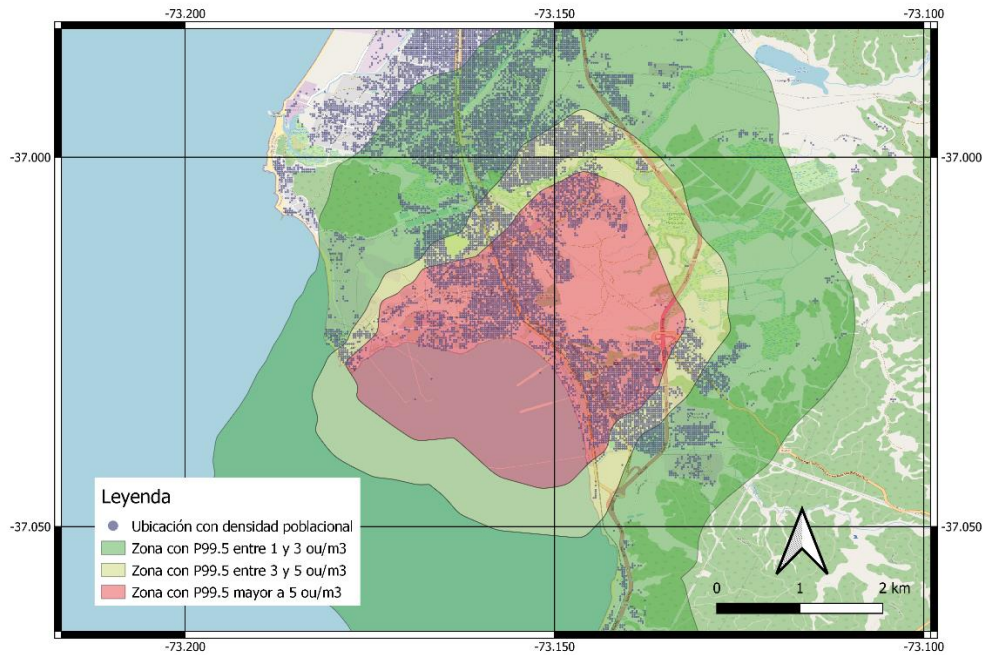 -73.200 -73.150 -73.100
-37.000 -37.000
-37.050 -37.050
Leyenda
Ubicación con densidad poblacional
Zona con P99.5 entre 1 y 3 ou/m3
Zona con P99.5 entre 3 y 5 ou/m3
Zona con P99.5 mayor a 5 ou/m3
0 1 2 km
-73.200 -73.150 -73.100